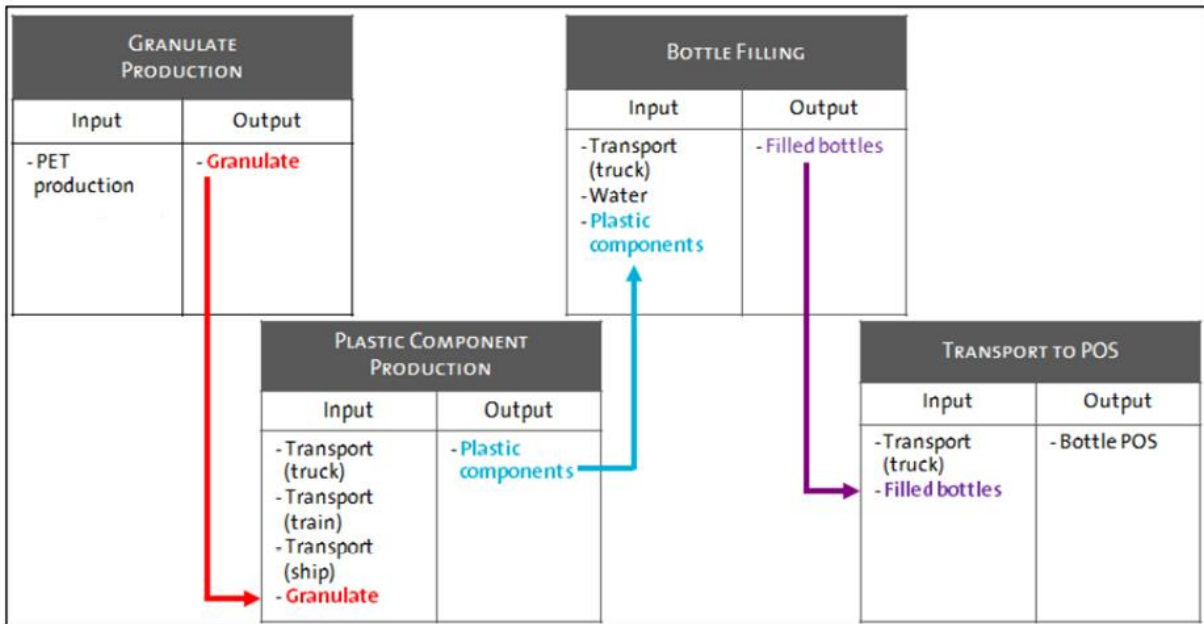 GRANULATE
PRODUCTION
Input
Output
- PET
production
- Granulate
PLASTIC COMPONENT
PRODUCTION
Input
Output
- Transport
(truck)
- Transport
(train)
- Transport
(ship)
- Granulate
- Plastic
components
BOTTLE FILLING
Input
Output
- Transport
(truck)
- Water
- Plastic
components
- Filled bottles
TRANSPORT TO POS
Input
Output
- Transport
(truck)
- Filled bottles
- Bottle POS